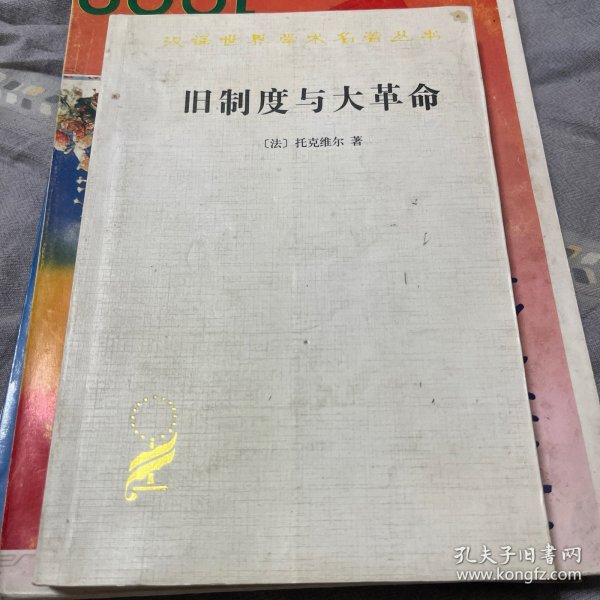 汉译世界学术名著丛书
旧制度与大革命
〔法〕托克维尔 著
孔夫子旧书网
www.kongfz.com